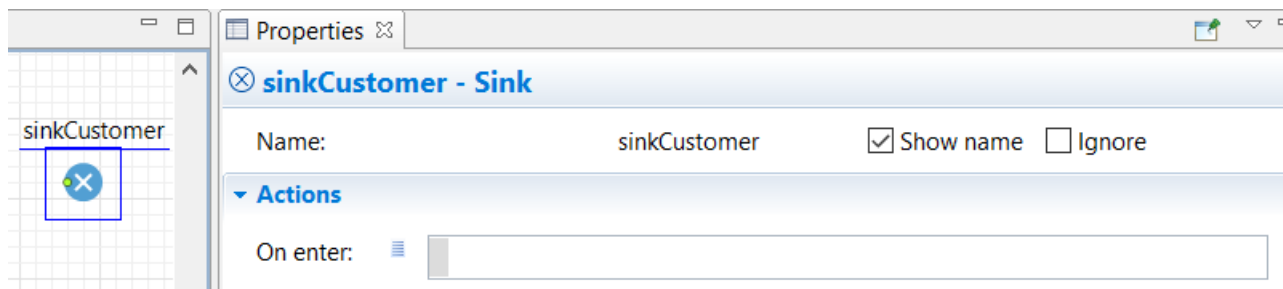 Properties
sinkCustomer - Sink
sinkCustomer
Name: sinkCustomer Show name Ignore
Actions
On enter: